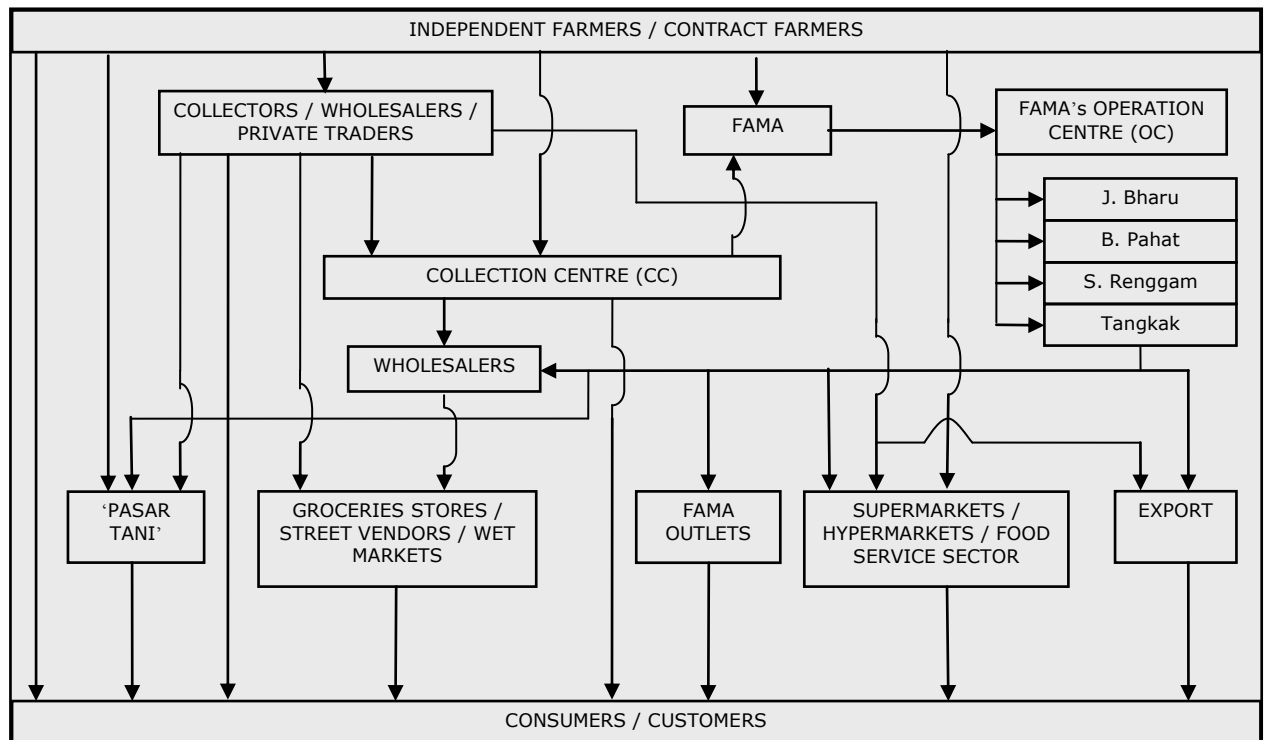 INDEPENDENT FARMERS / CONTRACT FARMERS
COLLECTORS / WHOLESALERS /
PRIVATE TRADERS
FAMA
FAMA's OPERATION
CENTRE (OC)
J. Bharu
B. Pahat
S. Renggam
Tangkak
COLLECTION CENTRE (CC)
WHOLESALERS
‘PASAR
TANI’
GROCERIES STORES /
STREET VENDORS / WET
MARKETS
FAMA
OUTLETS
SUPERMARKETS /
HYPERMARKETS / FOOD
SERVICE SECTOR
EXPORT
CONSUMERS / CUSTOMERS